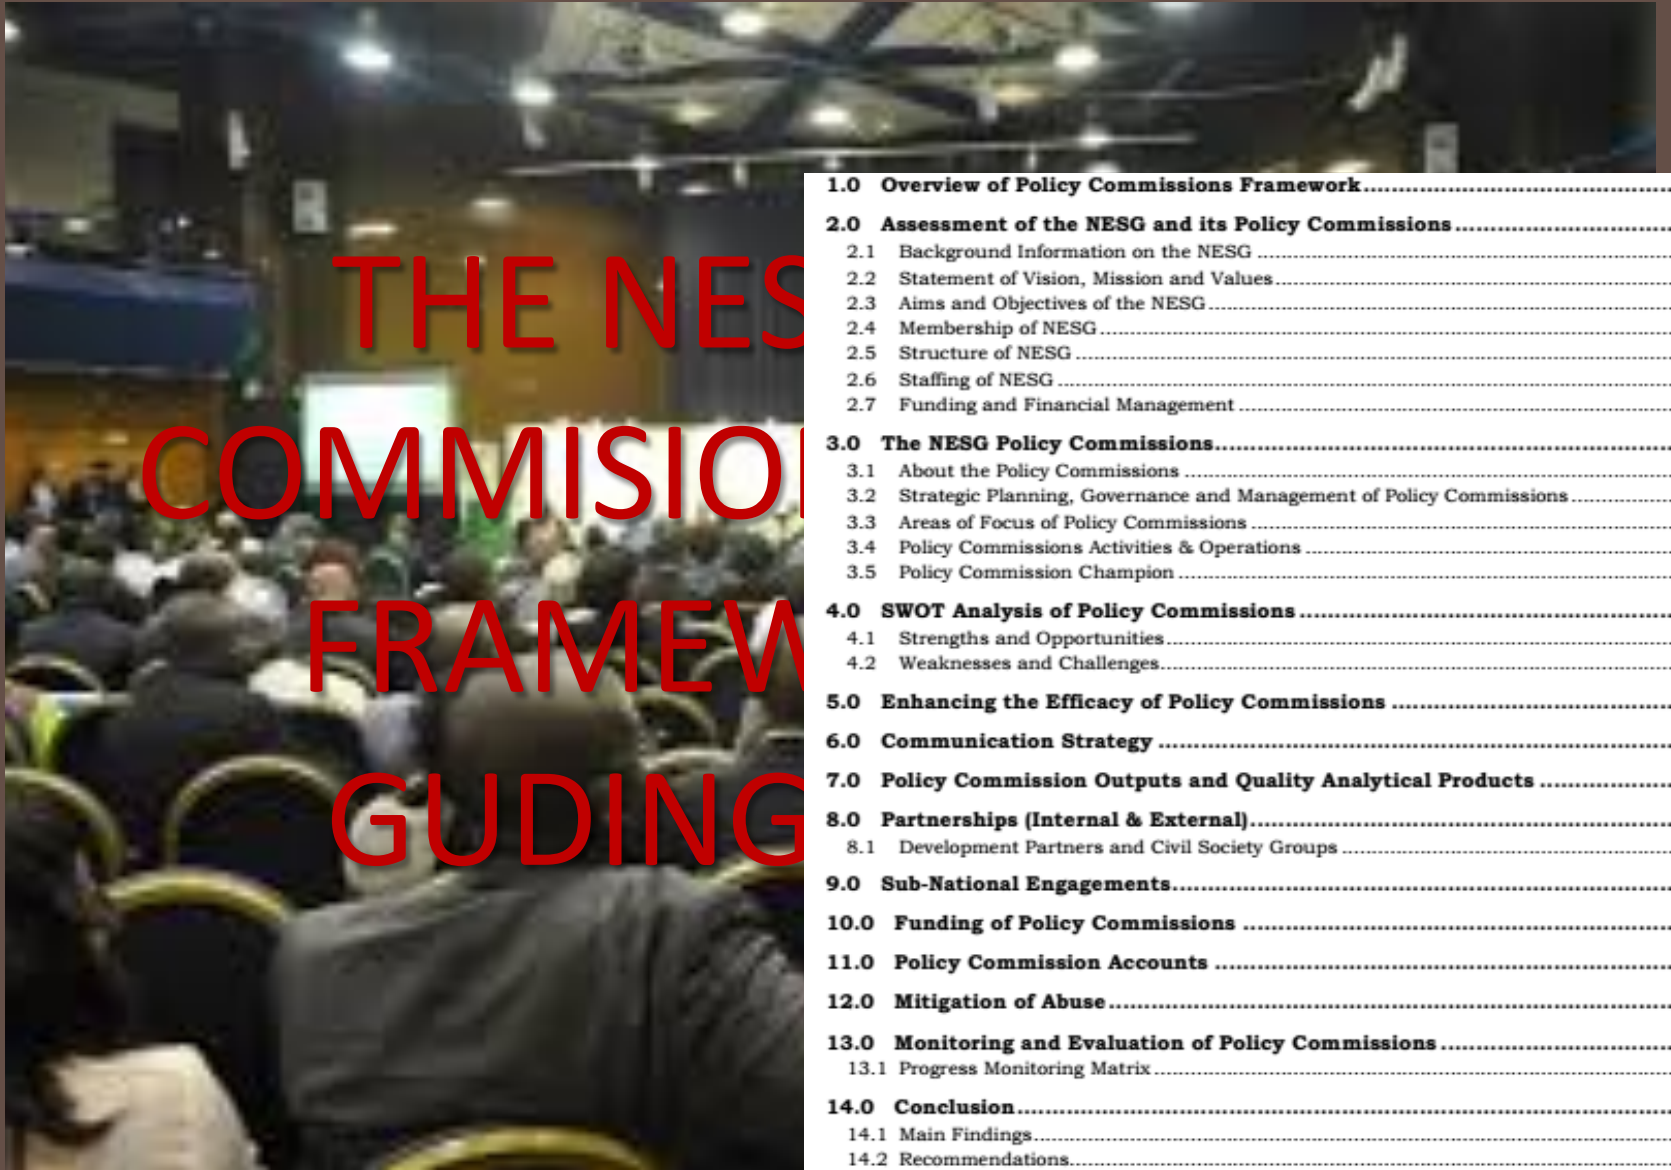 THE NES
COMMISIO
FRAMEW
GUDING
1.0 Overview of Policy Commissions Framework
2.0 Assessment of the NESG and its Policy Commissions
2.1 Background Information on the NESG
2.2 Statement of Vision, Mission and Values
2.3 Aims and Objectives of the NESG
2.4 Membership of NESG
2.5 Structure of NESG
2.6 Staffing of NESG
2.7 Funding and Financial Management
3.0 The NESG Policy Commissions
3.1 About the Policy Commissions
3.2 Strategic Planning, Governance and Management of Policy Commissions
3.3 Areas of Focus of Policy Commissions
3.4 Policy Commissions Activities & Operations
3.5 Policy Commission Champion
4.0 SWOT Analysis of Policy Commissions
4.1 Strengths and Opportunities
4.2 Weaknesses and Challenges
5.0 Enhancing the Efficacy of Policy Commissions
6.0 Communication Strategy
7.0 Policy Commission Outputs and Quality Analytical Products
8.0 Partnerships (Internal & External)
8.1 Development Partners and Civil Society Groups
9.0 Sub-National Engagements
10.0 Funding of Policy Commissions
11.0 Policy Commission Accounts
12.0 Mitigation of Abuse
13.0 Monitoring and Evaluation of Policy Commissions
13.1 Progress Monitoring Matrix
14.0 Conclusion
14.1 Main Findings
14.2 Recommendations